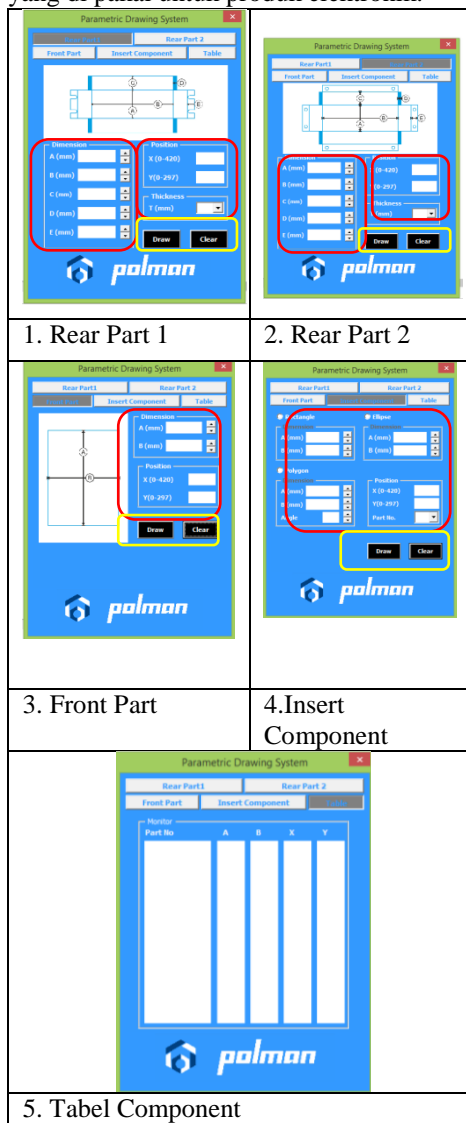 yang di pakai untuk produk elektronik.
Parametric Drawing System
Rear Part 2
Front Part Insert Component Table
G D
B E
A
Dimension Position
A (mm) X (0-420)
B (mm) Y(0-297)
C (mm) Thickness
D (mm) T (mm)
E (mm)
Draw Clear
polman
1. Rear Part 1
Parametric Drawing System
Rear Part1
Front Part Insert Component Table
A (mm) (0-420)
B (mm) (0-297)
C (mm) Thickness
D (mm)
E (mm)
Draw Clear
polman
2. Rear Part 2
Parametric Drawing System
Rear Part1 Rear Part 2
Insert Component Table
A
B
Dimension
A (mm)
B (mm)
Position
X (0-420)
Y(0-297)
Draw Clear
polman
3. Front Part
Parametric Drawing System
Rear Part1 Rear Part 2
Front Part Table
Rectangle Ellipse
A (mm) A (mm)
B (mm) B (mm)
Polygon
Position
A (mm) X (0-420)
B (mm) Y(0-297)
Angle Part No.
Draw Clear
polman
4.Insert
Component
Parametric Drawing System
Rear Part1 Rear Part 2
Front Part Insert Component
Monitor
Part No A B X Y
polman
5. Tabel Component